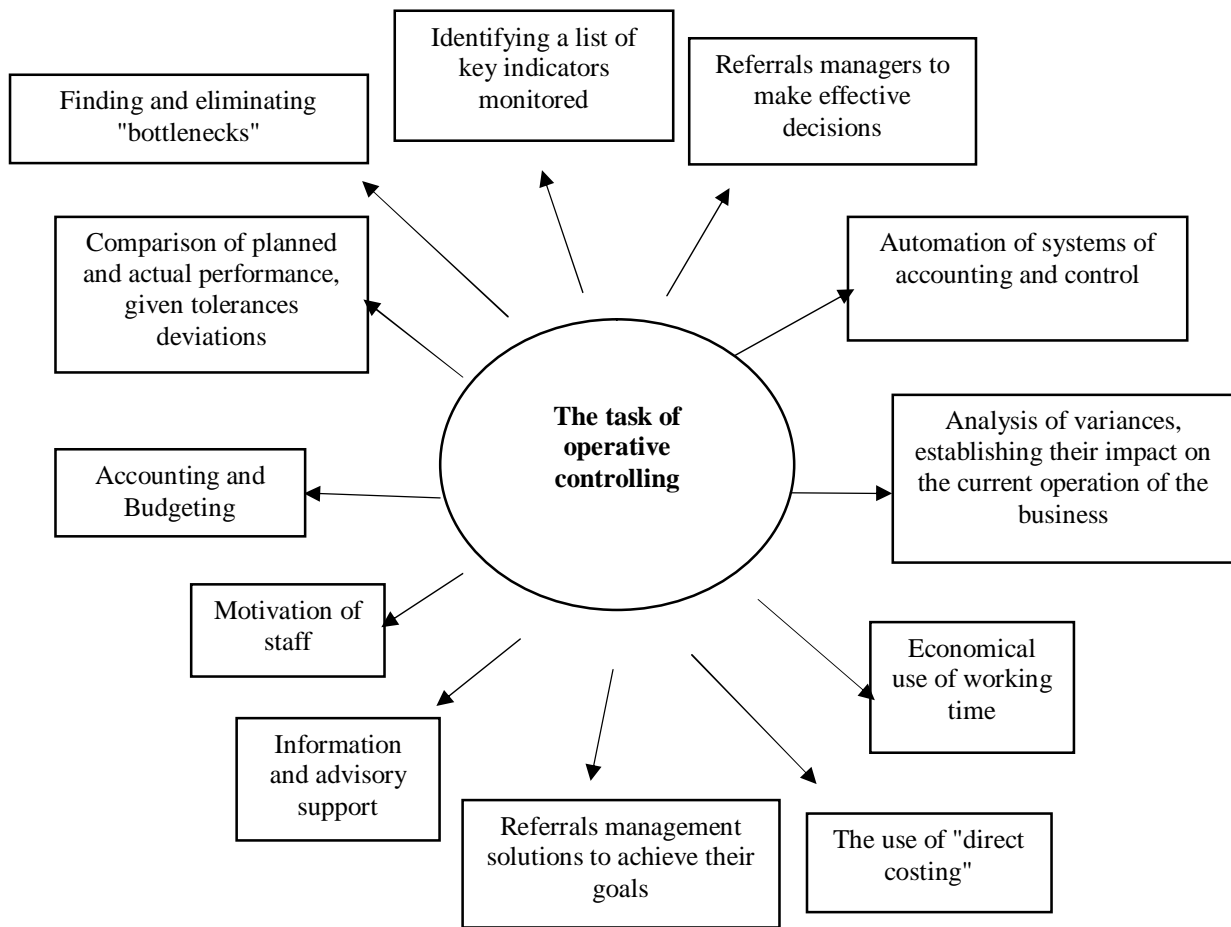 Identifying a list of
key indicators
monitored
Referrals managers to
make effective
decisions
Finding and eliminating
"bottlenecks"
Comparison of planned
and actual performance,
given tolerances
deviations
Automation of systems of
accounting and control
The task of
operative
controlling
Analysis of variances,
establishing their impact on
the current operation of the
business
Accounting and
Budgeting
Motivation of
staff
Economical
use of working
time
Information
and advisory
support
Referrals management
solutions to achieve their
goals
The use of "direct
costing"